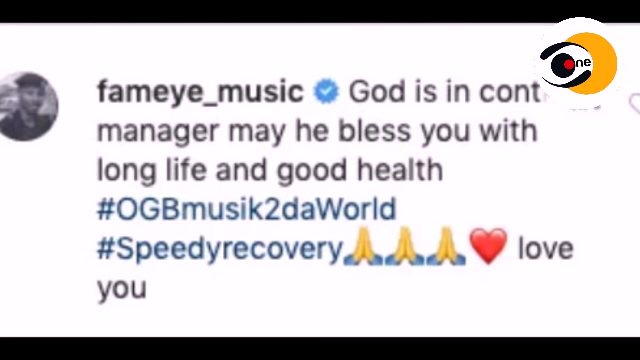 fameye_music God is in cont
manager may he bless you with
long life and good health
#OGBmusik2daWorld
#Speedyrecovery🙏🙏🙏❤️ love
you
one